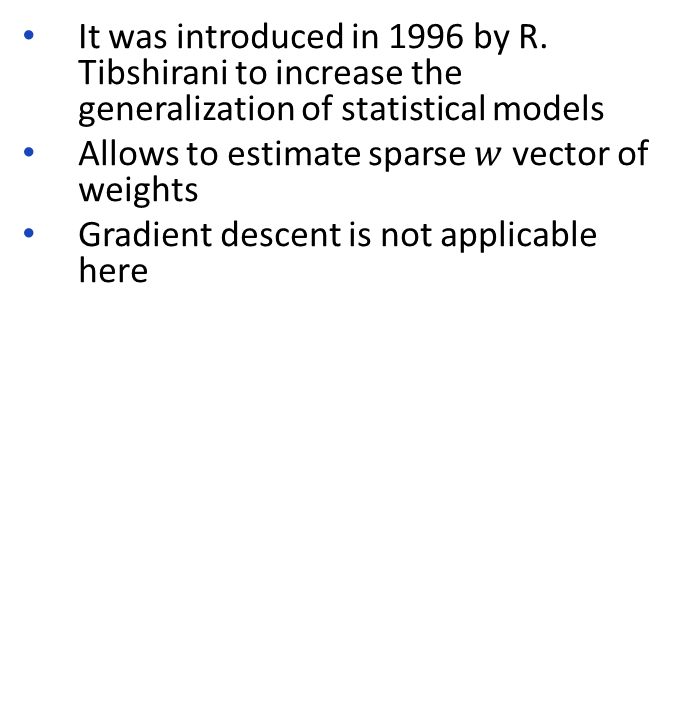 • It was introduced in 1996 by R.
Tibshirani to increase the
generalization of statistical models
• Allows to estimate sparse w vector of
weights
• Gradient descent is not applicable
here